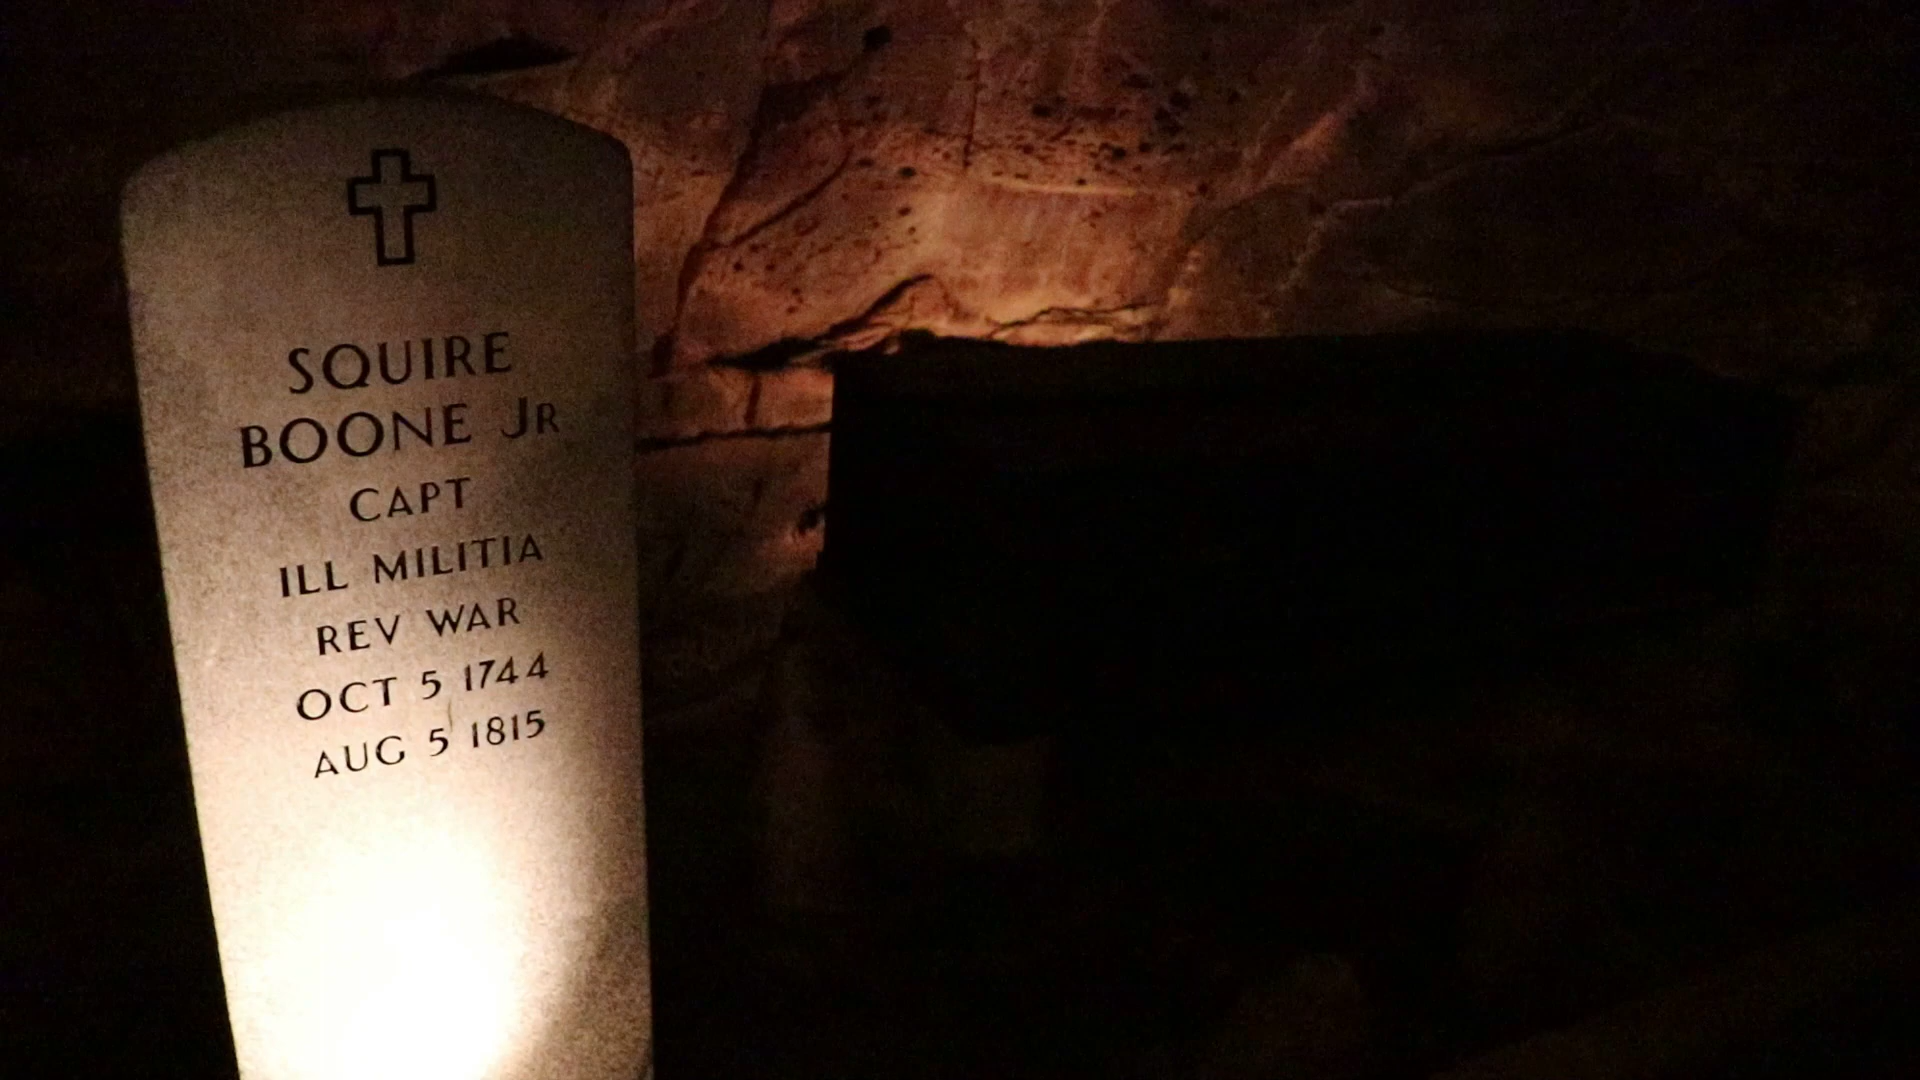 SQUIRE
BOONE JR
CAPT
ILL MILITIA
REV WAR
OCT 5 1744
AUG 5 1815